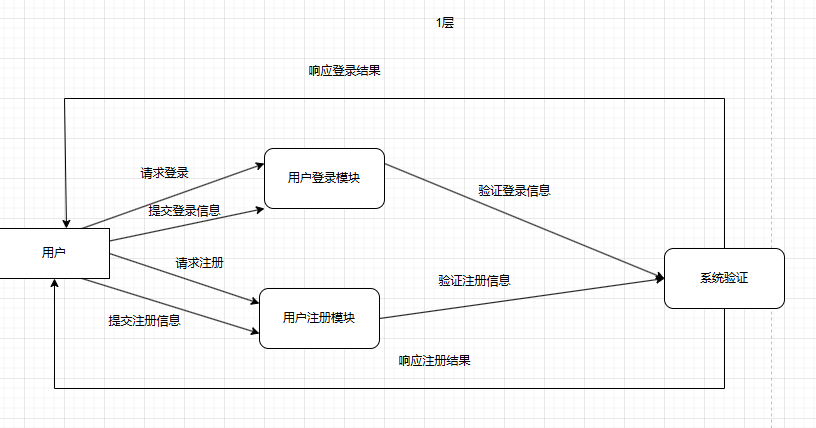 1层
响应登录结果
请求登录
用户登录模块
验证登录信息
提交登录信息
用户
请求注册
系统验证
验证注册信息
提交注册信息
用户注册模块
响应注册结果